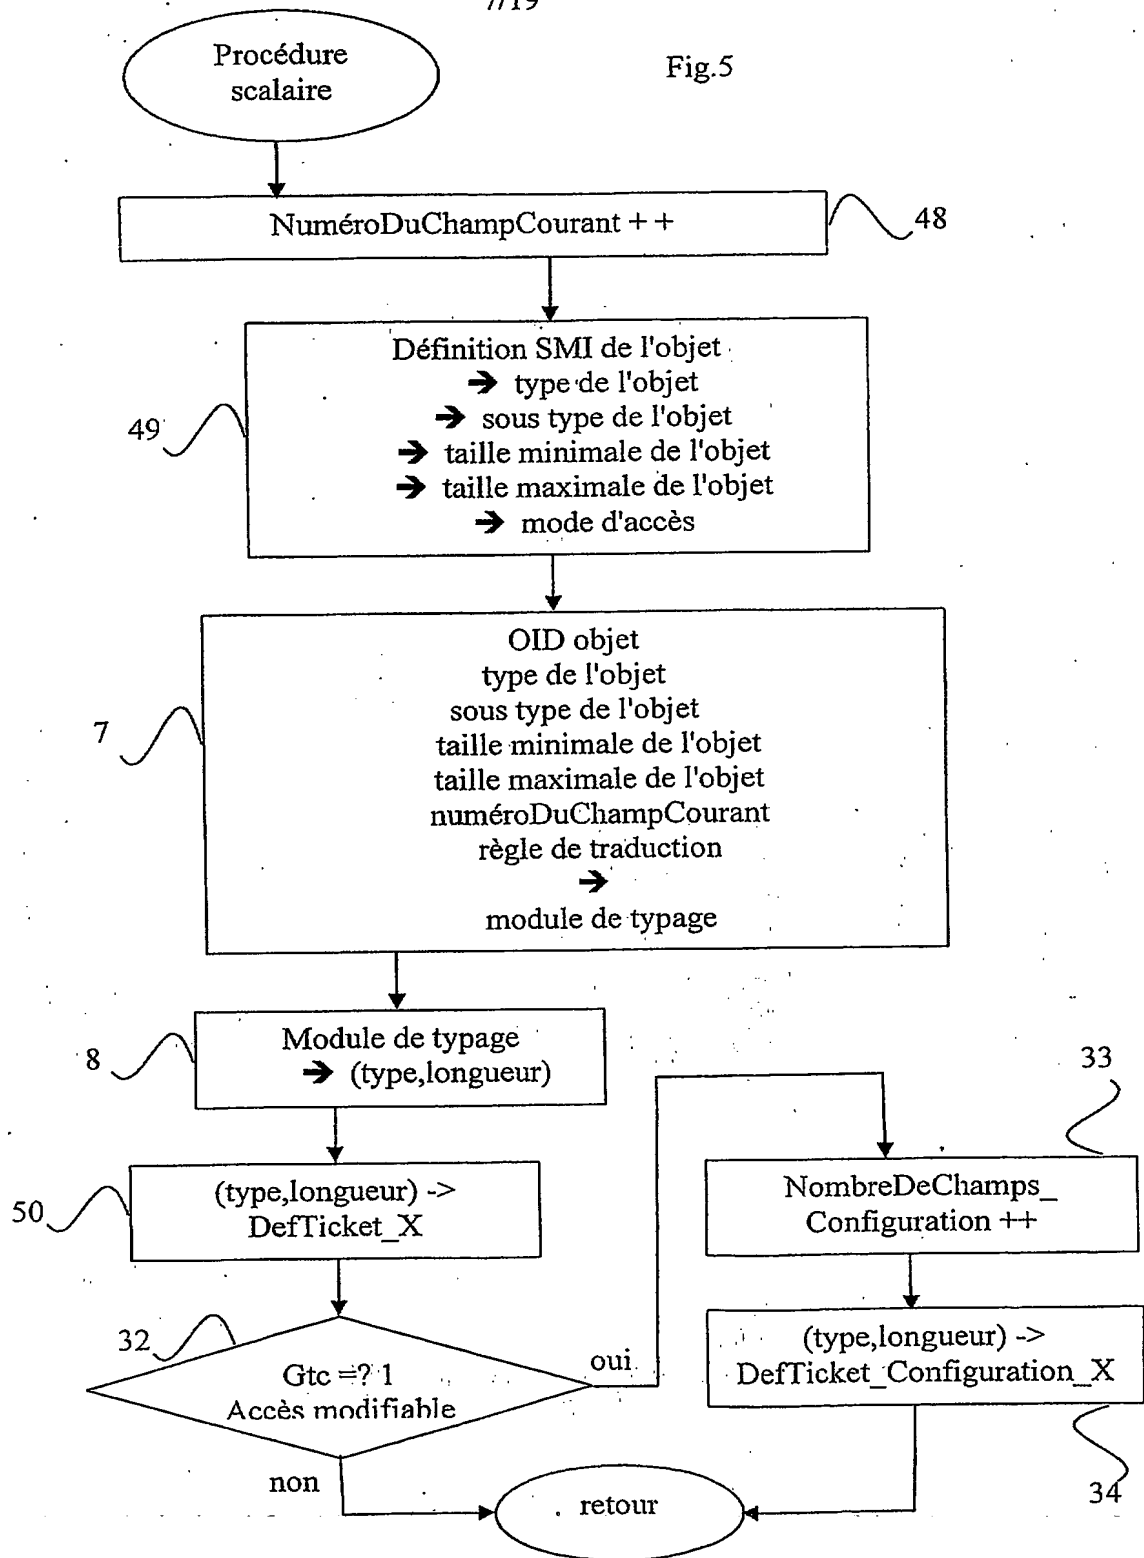 7/19
Procédure
scalaire
Fig.5
NuméroDuChampCourant + +
48
Définition SMI de l'objet
➔ type de l'objet
➔ sous type de l'objet
➔ taille minimale de l'objet
➔ taille maximale de l'objet
➔ mode d'accès
49
OID objet
type de l'objet
sous type de l'objet
taille minimale de l'objet
taille maximale de l'objet
numéroDuChampCourant
règle de traduction
➔
module de typage
7
Module de typage
➔ (type,longueur)
8
33
(type,longueur) ->
DefTicket_X
50
NombreDeChamps_
Configuration ++
32
Gtc =? 1
Accès modifiable
oui
(type,longueur) ->
DefTicket_Configuration_X
non
retour
34